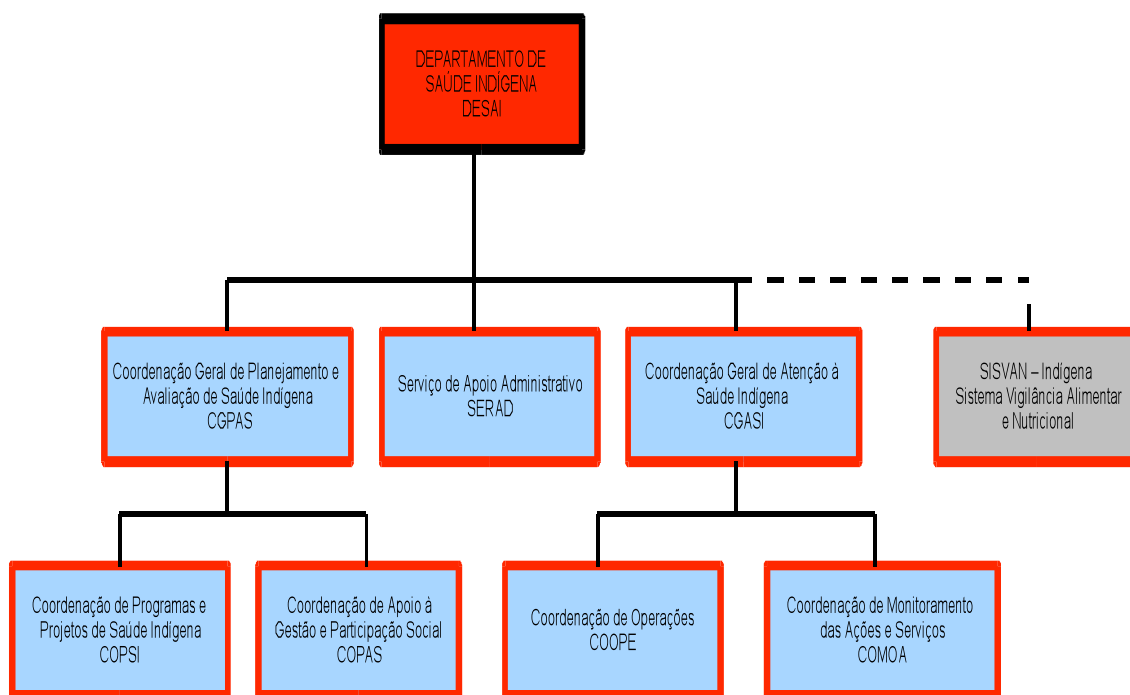 DEPARTAMENTO DE
SAÚDE INDÍGENA
DESAI
Coordenação Geral de Planejamento e
Avaliação de Saúde Indígena
CGPAS
Serviço de Apoio Administrativo
SERAD
Coordenação Geral de Atenção à
Saúde Indígena
CGASI
SISVAN – Indígena
Sistema Vigilância Alimentar
e Nutricional
Coordenação de Programas e
Projetos de Saúde Indígena
COPSI
Coordenação de Apoio à
Gestão e Participação Social
COPAS
Coordenação de Operações
COOPE
Coordenação de Monitoramento
das Ações e Serviços
COMOA